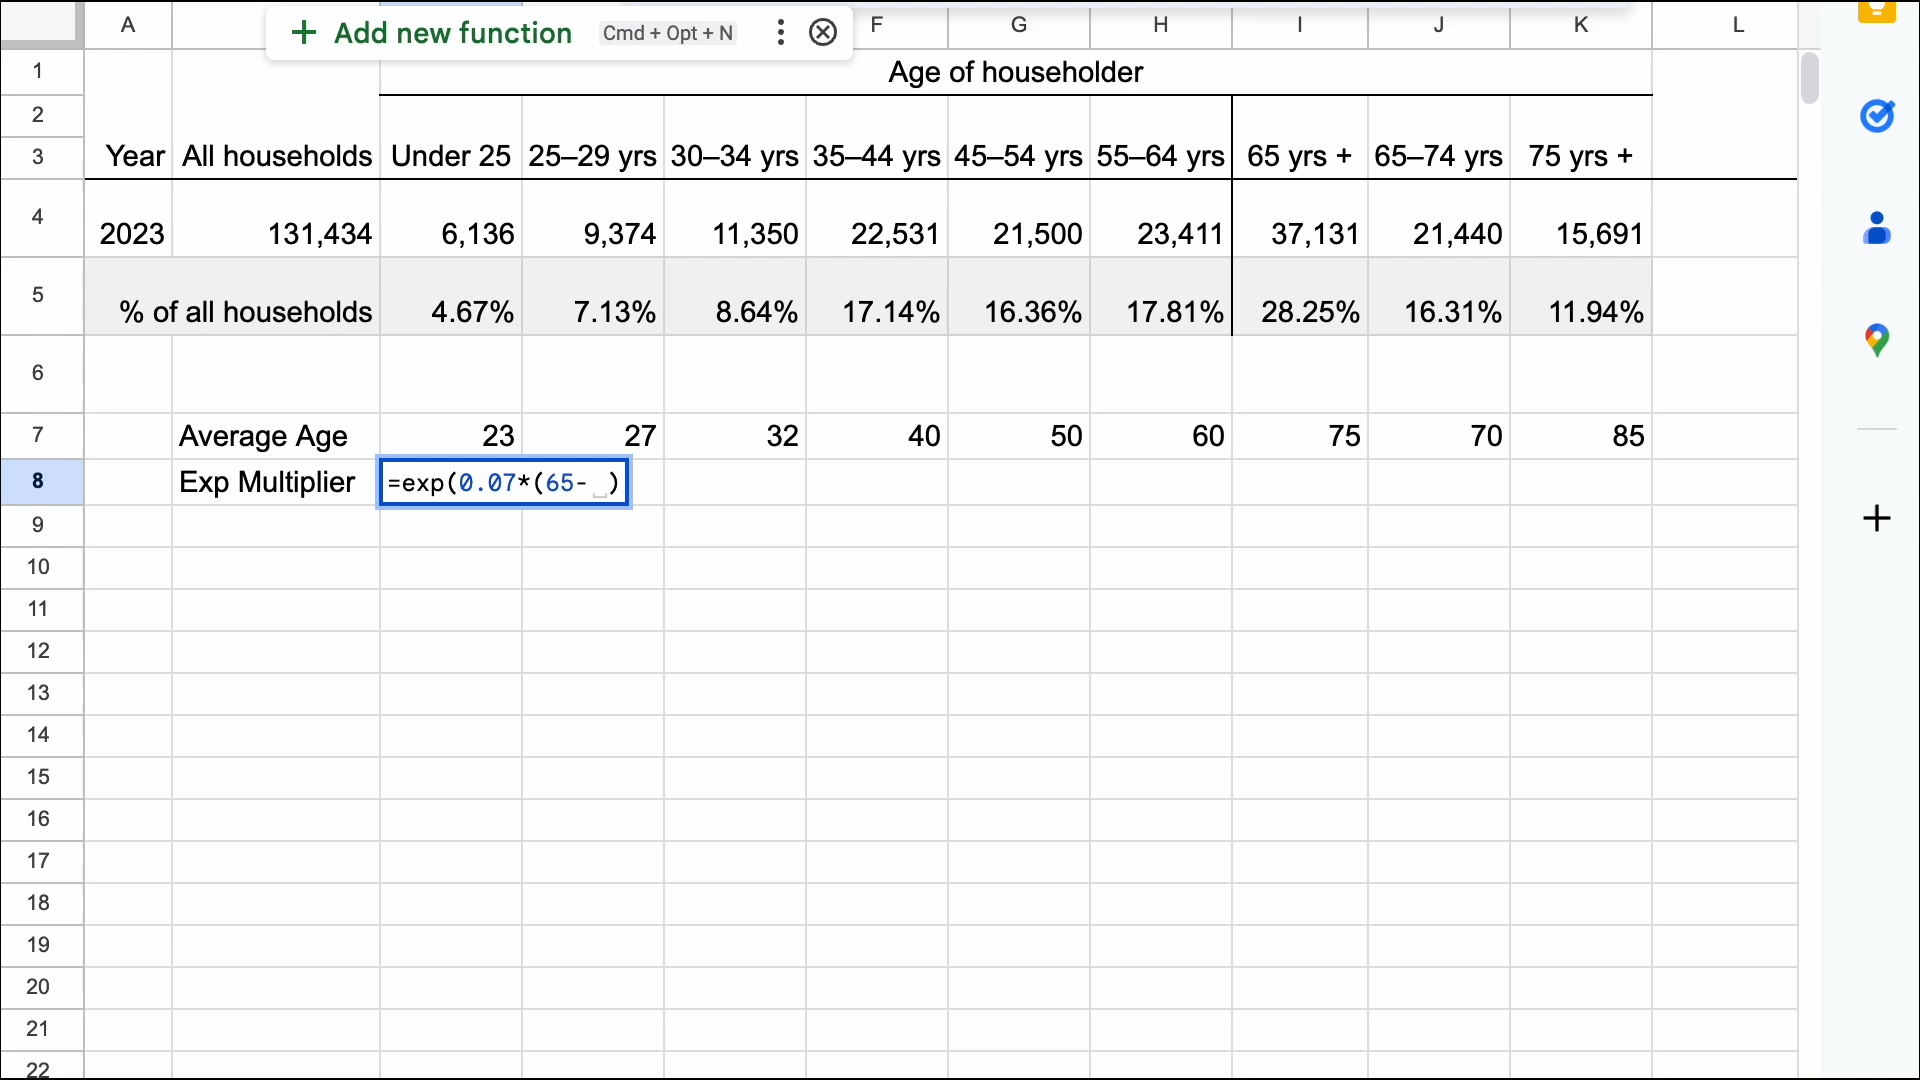 + Add new function Cmd + Opt + N
A F G H I J K L
1 Age of householder
2
3 Year All households Under 25 25–29 yrs 30–34 yrs 35–44 yrs 45–54 yrs 55–64 yrs 65 yrs + 65–74 yrs 75 yrs +
4 2023 131,434 6,136 9,374 11,350 22,531 21,500 23,411 37,131 21,440 15,691
5 % of all households 4.67% 7.13% 8.64% 17.14% 16.36% 17.81% 28.25% 16.31% 11.94%
6
7 Average Age 23 27 32 40 50 60 75 70 85
8 Exp Multiplier =exp(0.07*(65- )
9
10
11
12
13
14
15
16
17
18
19
20
21
22